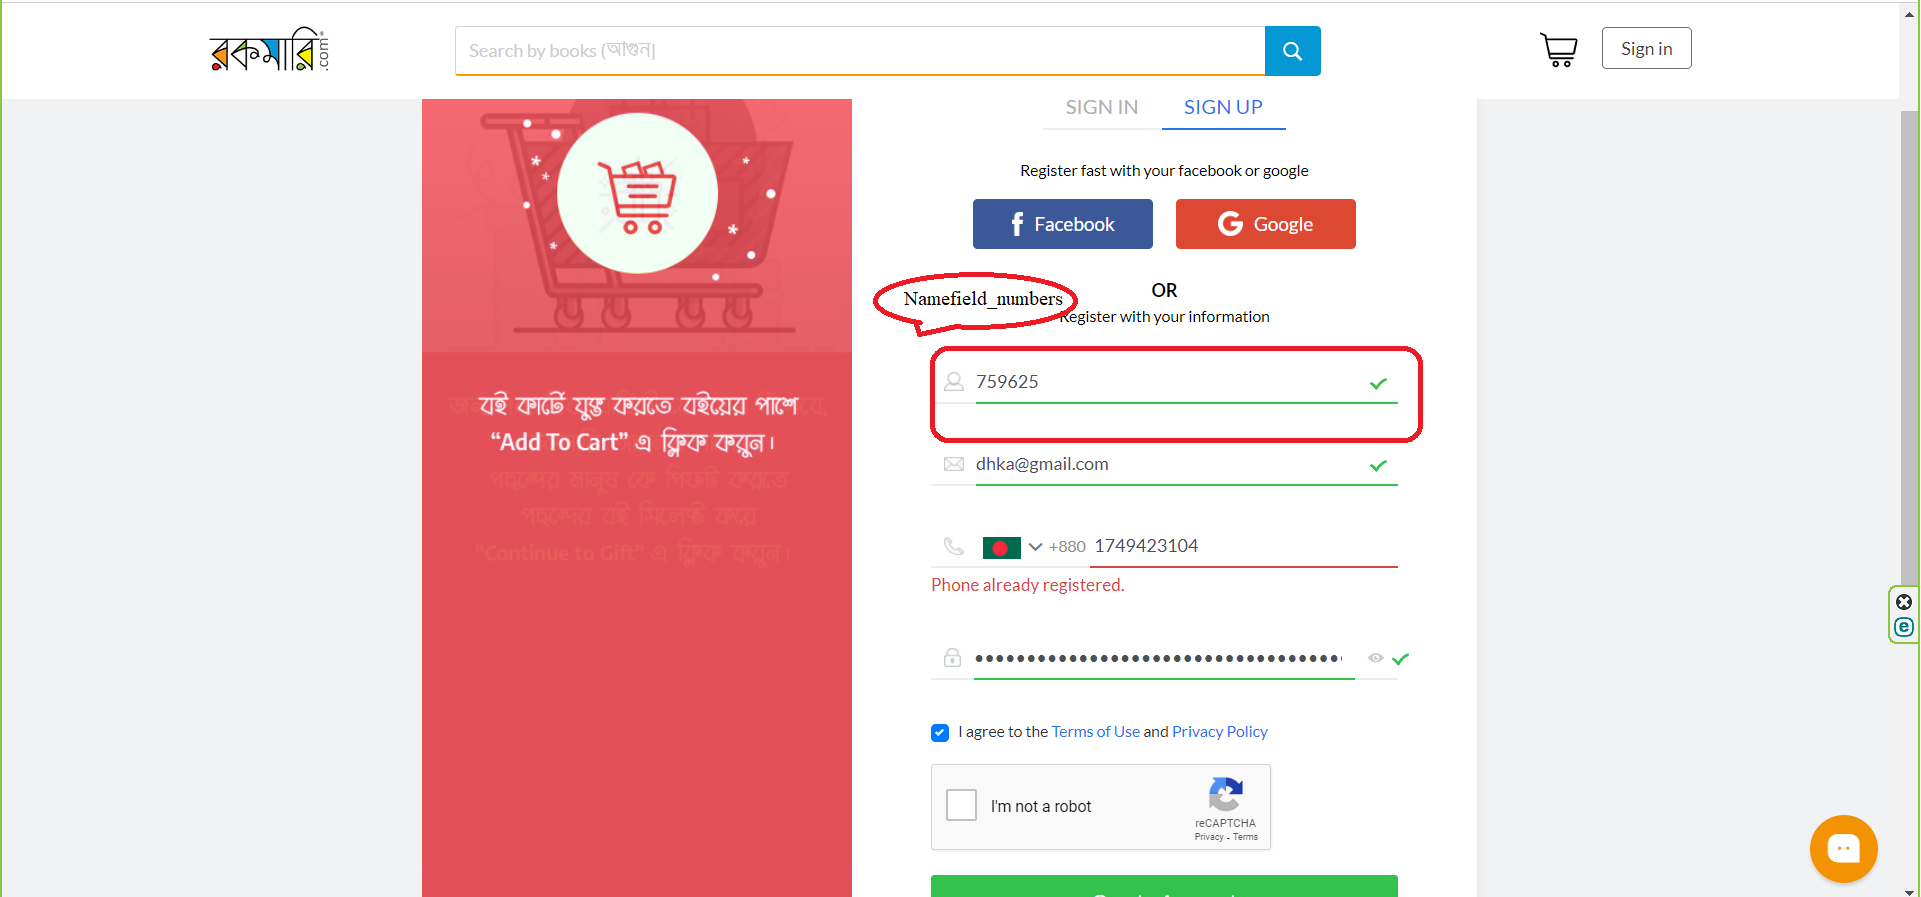 রকমারি
.com
Search by books (আগুন|
Sign in
SIGN IN
SIGN UP
Register fast with your facebook or google
Facebook
Google
Namefield_numbers
OR
Register with your information
759625
dhka@gmail.com
+880 1749423104
Phone already registered.
I agree to the Terms of Use and Privacy Policy
I'm not a robot
reCAPTCHA
Privacy - Terms
বই কার্টে যুক্ত করতে বইয়ের পাশে
“Add To Cart” এ ক্লিক করুন।
পছন্দের মানুষ কে গিফট করতে
পছন্দের বই সিলেক্ট করে
“Continue to Gift” এ ক্লিক করুন।